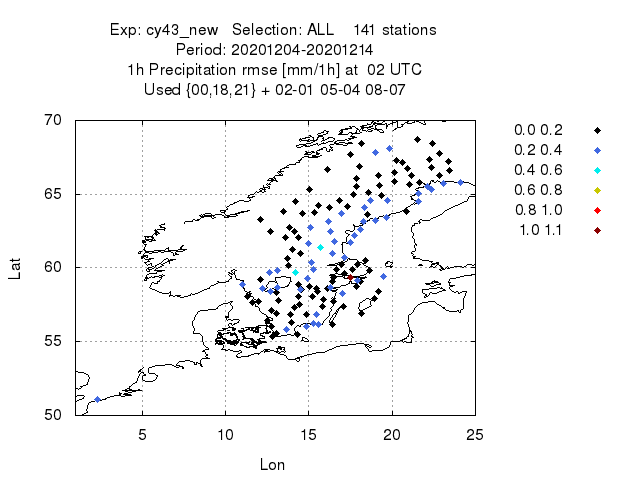 Exp: cy43_new   Selection: ALL    141 stations
Period: 20201204-20201214
1h Precipitation rmse [mm/1h] at  02 UTC
Used {00,18,21} + 02-01 05-04 08-07
70
65
60
55
50
Lat
5 10 15 20 25
Lon
0.0 0.2
0.2 0.4
0.4 0.6
0.6 0.8
0.8 1.0
1.0 1.1